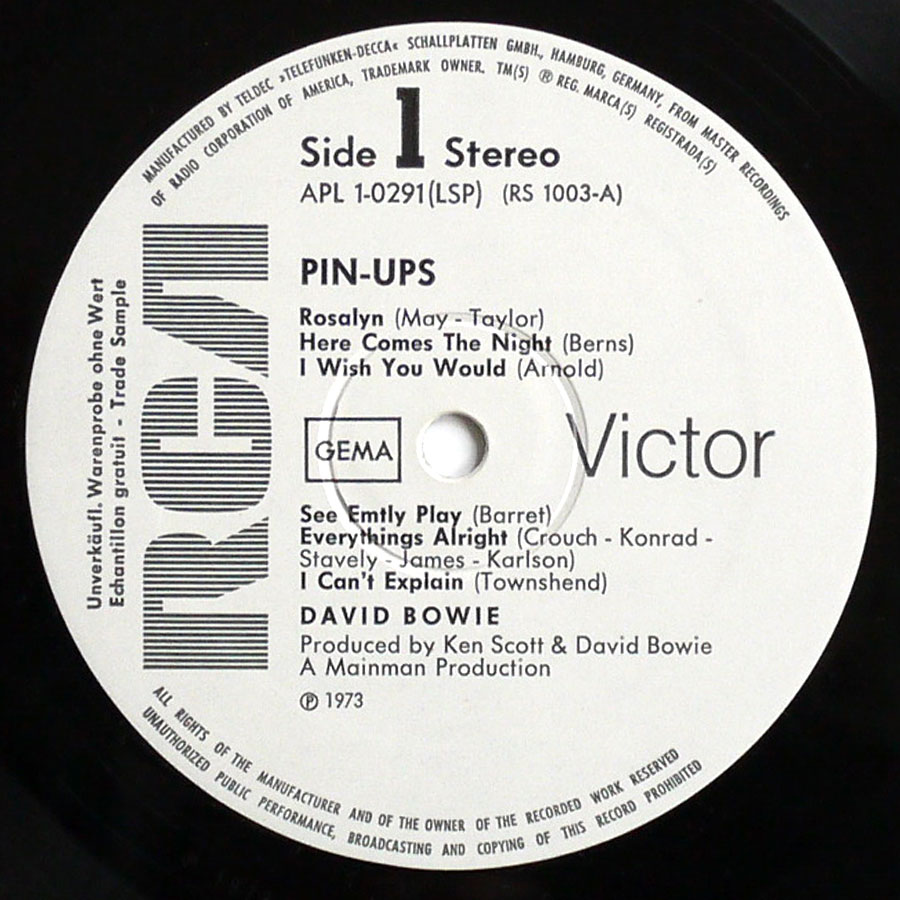 MANUFACTURED BY TELDEC »TELEFUNKEN-DECCA« SCHALLPLATTEN GMBH., HAMBURG, GERMANY, FROM MASTER RECORDINGS
OF RADIO CORPORATION OF AMERICA, TRADEMARK OWNER. TM(S) ® REG. MARCA(S) REGISTRADA(S)
Side 1 Stereo
APL 1-0291(LSP) (RS 1003-A)
PIN-UPS
Rosalyn (May - Taylor)
Here Comes The Night (Berns)
I Wish You Would (Arnold)
Unverkäufl. Warenprobe ohne Wert
Echantillon gratuit - Trade Sample
RCA
GEMA
Victor
See Emtly Play (Barret)
Everythings Alright (Crouch - Konrad -
Stavely - James - Karlson)
I Can't Explain (Townshend)
DAVID BOWIE
Produced by Ken Scott & David Bowie
A Mainman Production
℗ 1973
ALL RIGHTS OF THE MANUFACTURER AND OF THE OWNER OF THE RECORDED WORK RESERVED
UNAUTHORIZED PUBLIC PERFORMANCE, BROADCASTING AND COPYING OF THIS RECORD PROHIBITED